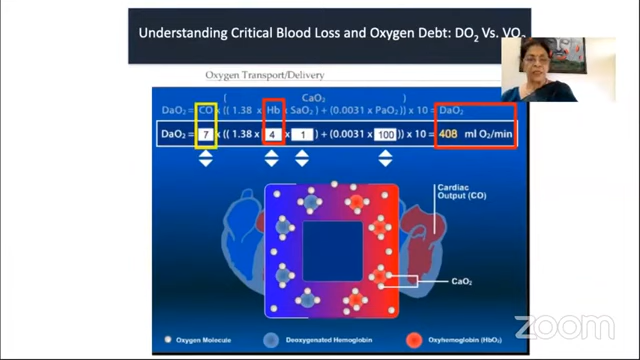 Understanding Critical Blood Loss and Oxygen Debt: DO₂ Vs. VO₂
Oxygen Transport/Delivery
( CaO₂ )
DaO₂ = CO x (( 1.38 x Hb x SaO₂ ) + (0.0031 x PaO₂ )) x 10 = DaO₂
DaO₂ = 7 x (( 1.38 x 4 x 1 ) + (0.0031 x 100 )) x 10 = 408 ml O₂/min
Cardiac
Output (CO)
CaO₂
Oxygen Molecule
Deoxygenated Hemoglobin
Oxyhemoglobin (HbO₂)
zoom